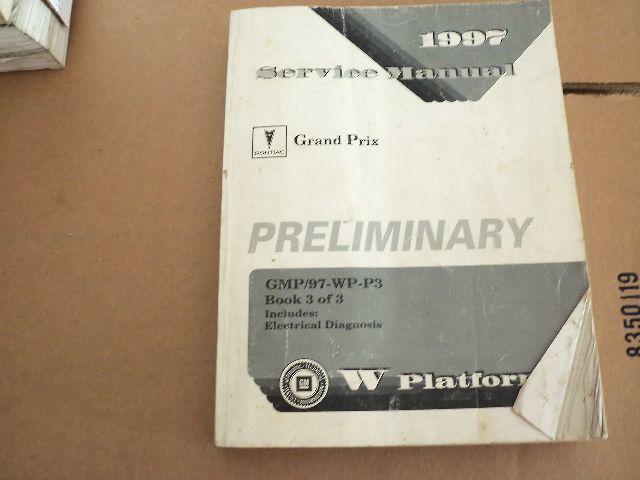 1997
Service Manual
PONTIAC
Grand Prix
PRELIMINARY
GMP/97-WP-P3
Book 3 of 3
Includes:
Electrical Diagnosis
GM
W Platfor
8350119